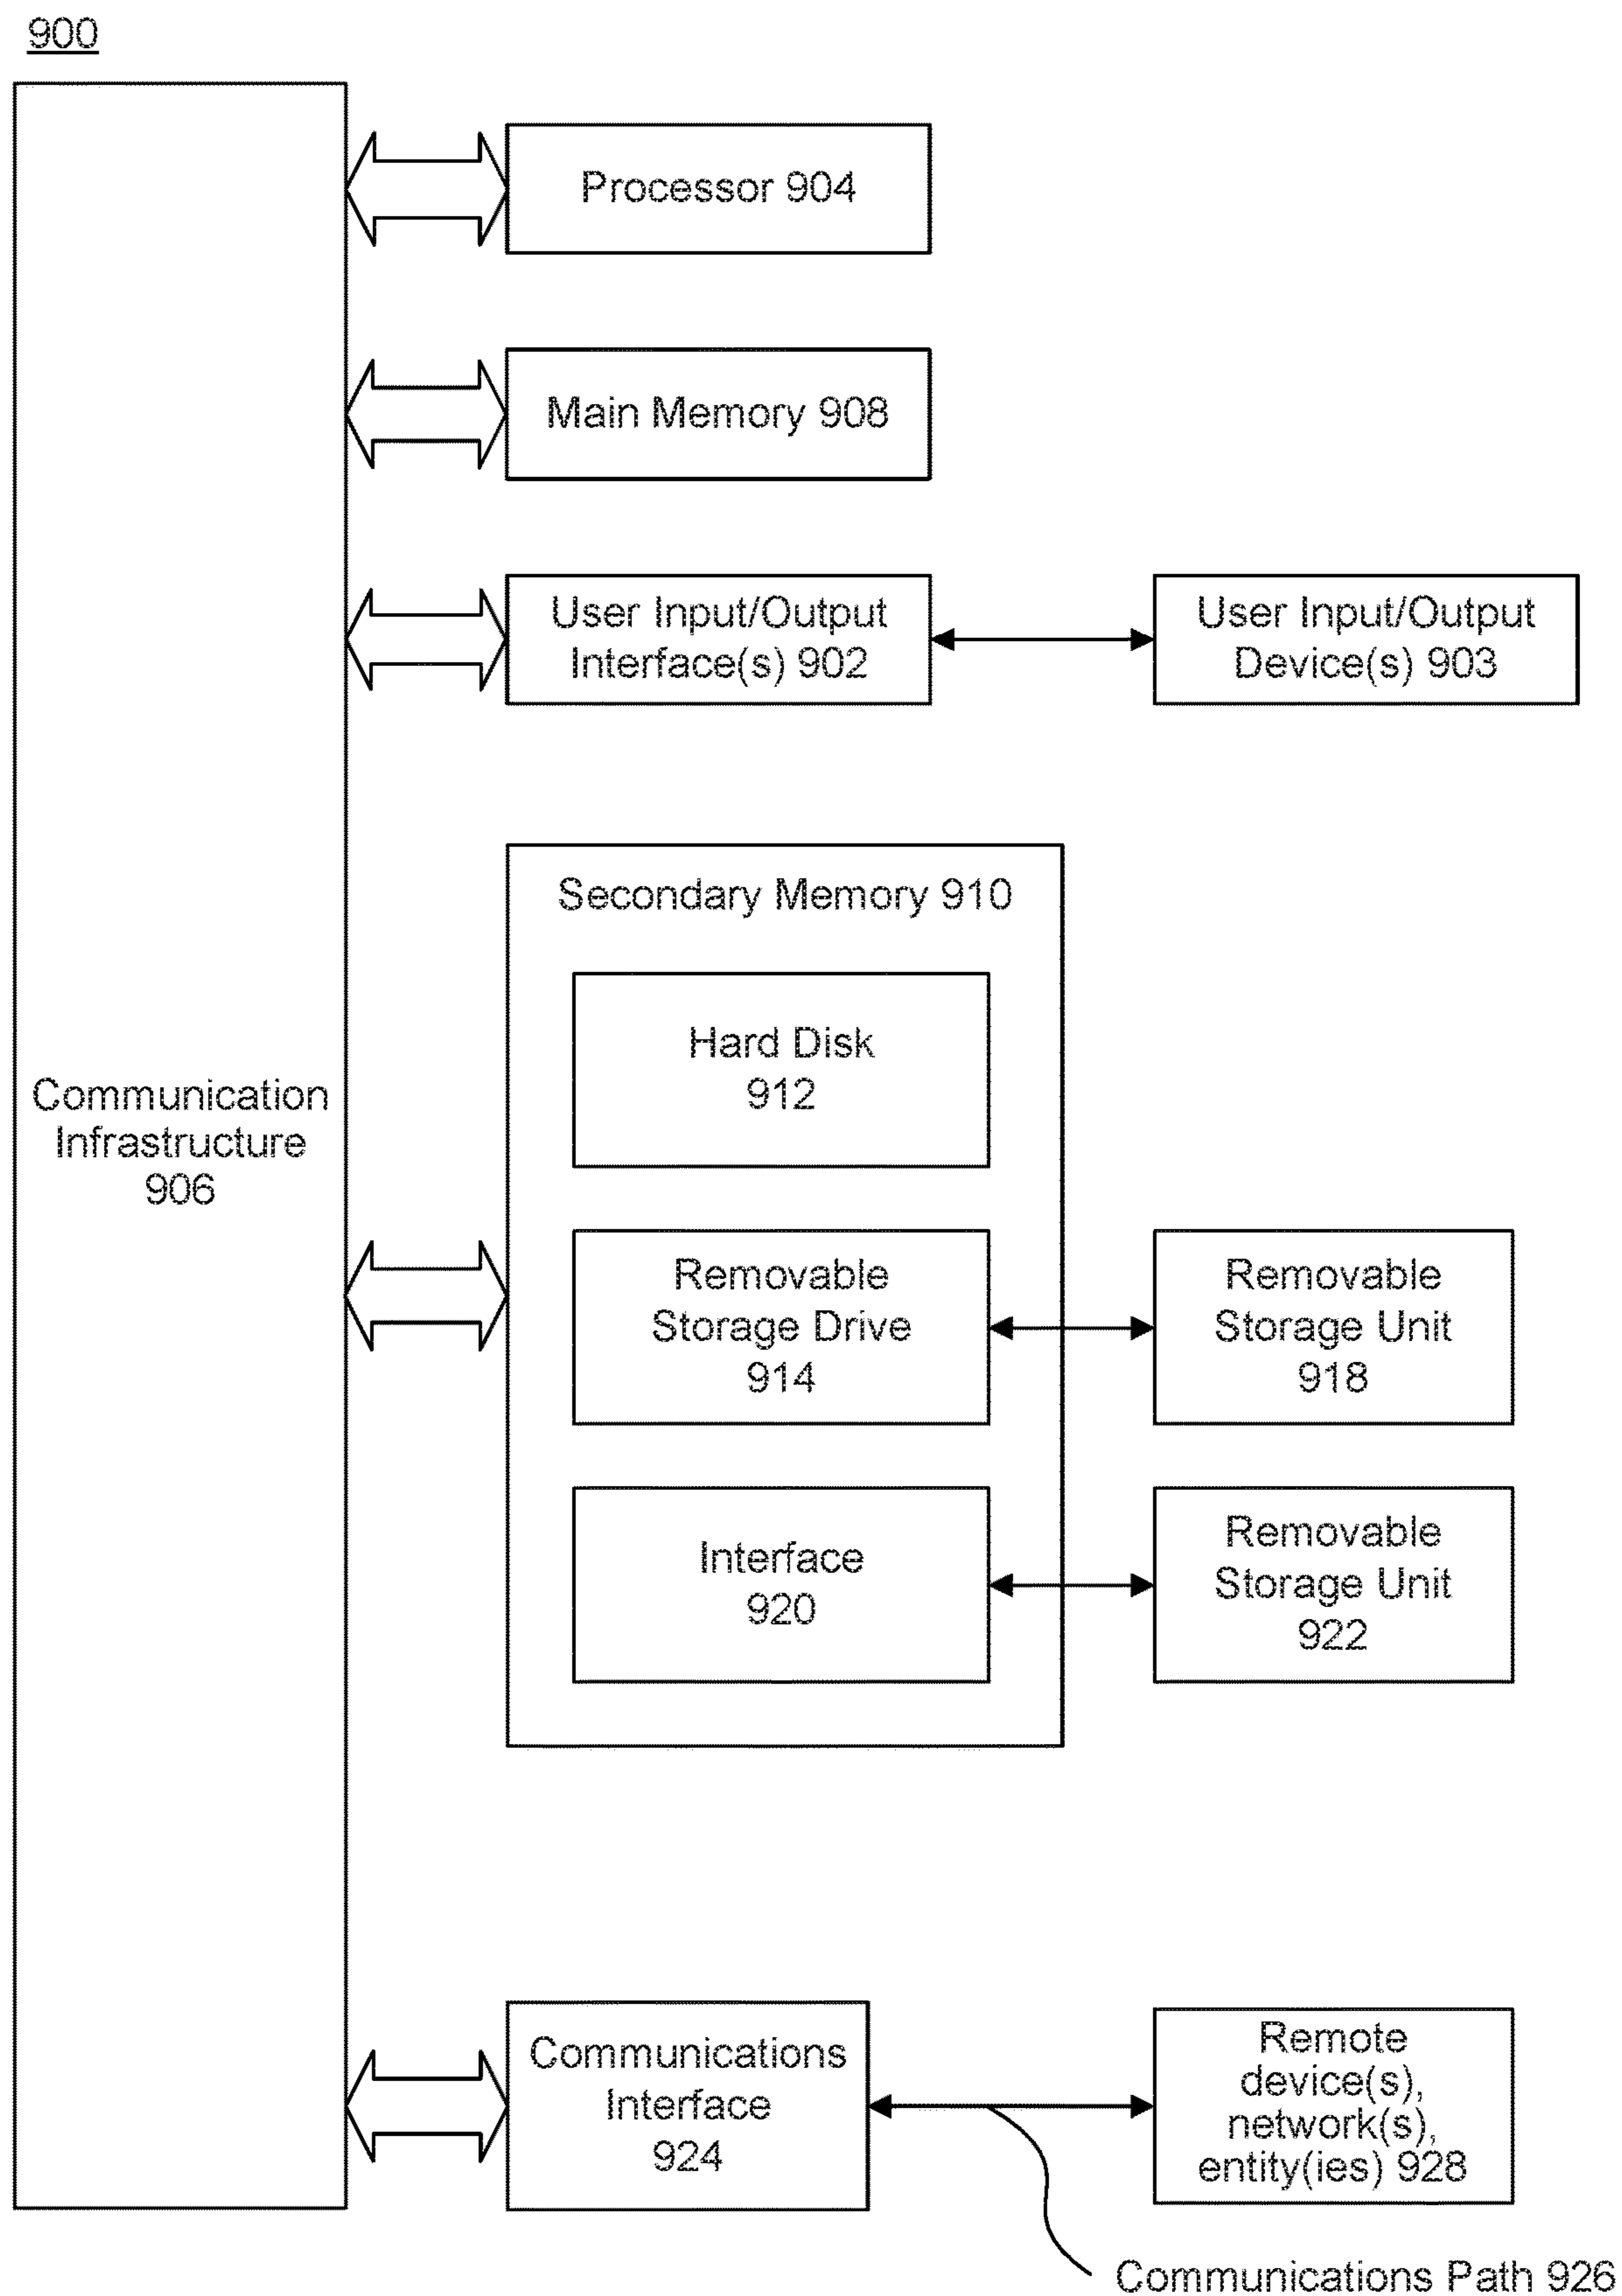 900
Processor 904
Main Memory 908
User Input/Output
Interface(s) 902
User Input/Output
Device(s) 903
Secondary Memory 910
Hard Disk
912
Communication
Infrastructure
906
Removable
Storage Drive
914
Removable
Storage Unit
918
Interface
920
Removable
Storage Unit
922
Communications
Interface
924
Remote
device(s),
network(s),
entity(ies) 928
Communications Path 926